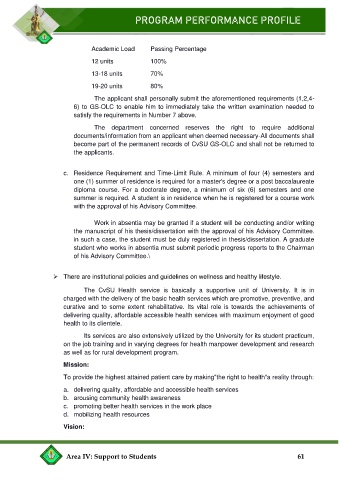 PROGRAM PERFORMANCE PROFILE
Academic Load Passing Percentage
12 units 100%
13-18 units 70%
19-20 units 80%
The applicant shall personally submit the aforementioned requirements (1,2,4-
6) to GS-OLC to enable him to immediately take the written examination needed to
satisfy the requirements in Number 7 above.
The department concerned reserves the right to require additional
documents/information from an applicant when deemed necessary-All documents shall
become part of the permanent records of CvSU GS-OLC and shall not be returned to
the applicants.
c. Residence Requirement and Time-Limit Rule. A minimum of four (4) semesters and
one (1) summer of residence is required for a master's degree or a post baccalaureate
diploma course. For a doctorate degree, a minimum of six (6) semesters and one
summer is required. A student is in residence when he is registered for a course work
with the approval of his Advisory Committee.
Work in absentia may be granted if a student will be conducting and/or writing
the manuscript of his thesis/dissertation with the approval of his Advisory Committee.
in such a case, the student must be duly registered in thesis/dissertation. A graduate
student who works in absentia must submit periodic progress reports to the Chairman
of his Advisory Committee.\
➢ There are institutional policies and guidelines on wellness and healthy lifestyle.
The CvSU Health service is basically a supportive unit of University. It is in
charged with the delivery of the basic health services which are promotive, preventive, and
curative and to some extent rehabilitative. Its vital role is towards the achievements of
delivering quality, affordable accessible health services with maximum enjoyment of good
health to its clientele.
Its services are also extensively utilized by the University for its student practicum,
on the job training and in varying degrees for health manpower development and research
as well as for rural development program.
Mission:
To provide the highest attained patient care by making"the right to health"a reality through:
a. delivering quality, affordable and accessible health services
b. arousing community health awareness
c. promoting better health services in the work place
d. mobilizing health resources
Vision:
Area IV: Support to Students 61